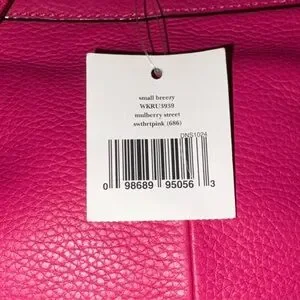 small breezy
WKRU3939
mulberry street
swthrtpink (686)
DNS1024
0 98689 95056 3